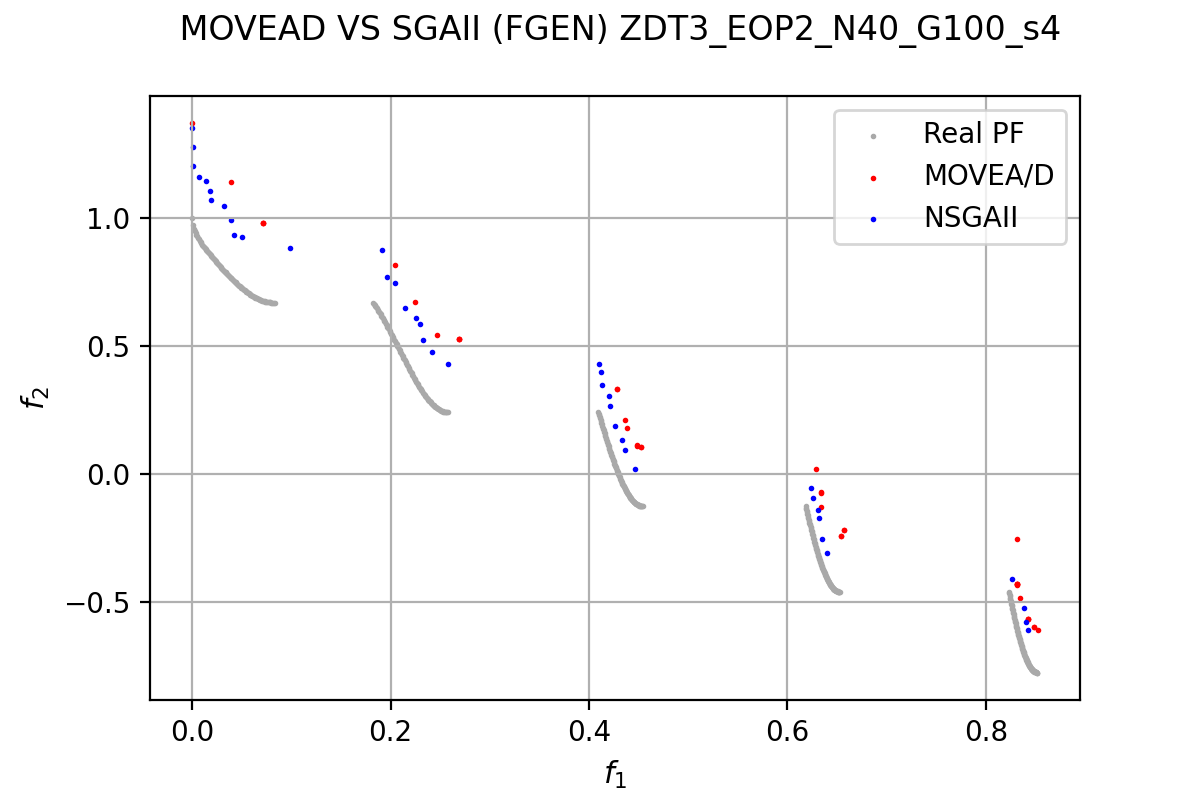 MOVEAD VS SGAII (FGEN) ZDT3_EOP2_N40_G100_s4
Real PF
MOVEA/D
NSGAII
1.0
0.5
0.0
−0.5
f2
0.0 0.2 0.4 0.6 0.8
f1